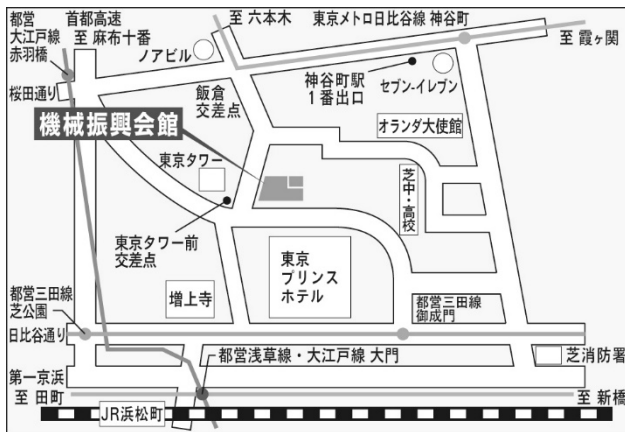 都営
大江戸線
赤羽橋
首都高速
至 麻布十番
至 六本木
東京メトロ日比谷線 神谷町
至 霞ヶ関
ノアビル
神谷町駅
1番出口
セブン-イレブン
桜田通り
飯倉
交差点
オランダ大使館
機械振興会館
東京タワー
芝中・高校
東京タワー前
交差点
東京
プリンス
ホテル
増上寺
都営三田線
芝公園
都営三田線
御成門
日比谷通り
都営浅草線・大江戸線 大門
芝消防署
第一京浜
至 田町
至 新橋
JR浜松町